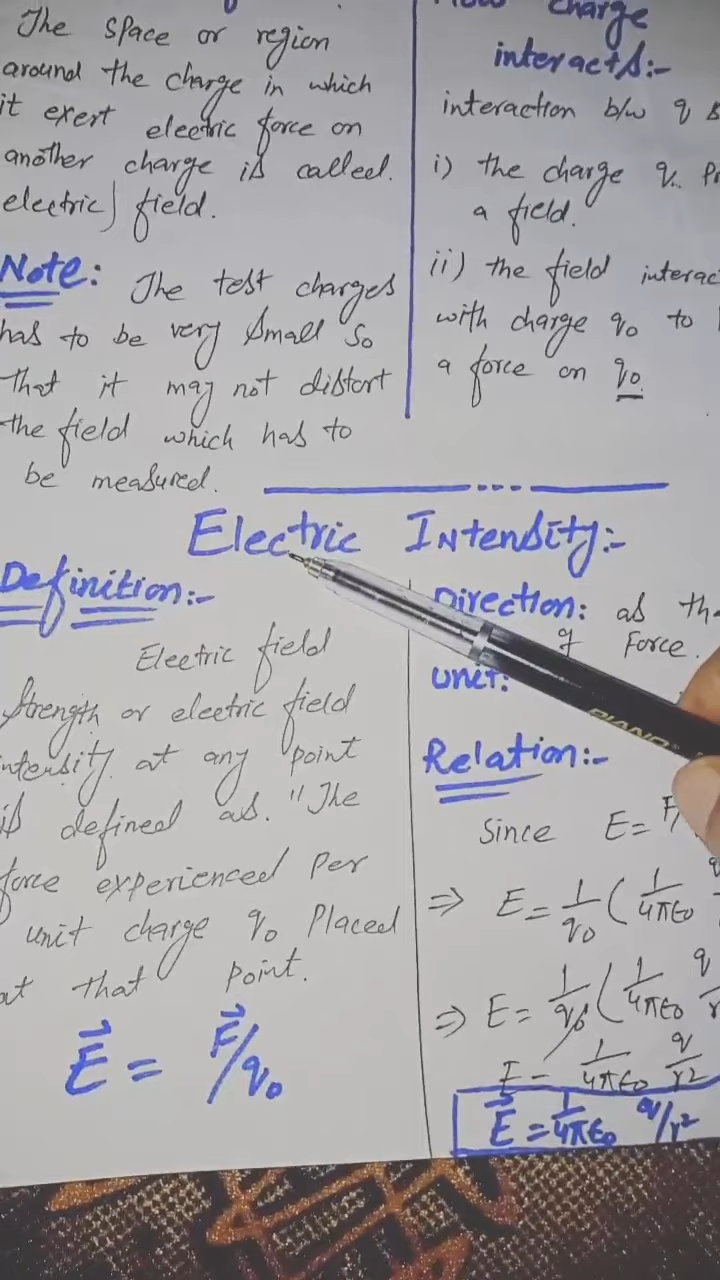 The space or region
around the charge in which
it exert electric force on
another charge is called.
electric) field.
Note: The test charges
has to be very small so
that it may not distort
the field which has to
be measured.
charge
interacts:-
interaction b/w q &
i) the charge q
a field.
ii) the field interac
with charge q₀ to
a force on q₀
Electric Intensity:-
Definition:-
Electric field
strength or electric field
intensity at any point
is defined as. "The
force experienced per
unit charge q₀ placed
at that point.
E⃗ = F⃗/q₀
Direction: as th
of Force.
Unit:
PIANO
Relation:-
Since E = F/
⇒ E = 1/q₀ (1/4πε₀
⇒ E = 1/q₀ (1/4πε₀ q
E = 1/4πε₀ q/r2
E⃗ = 1/4πε₀ q/r²